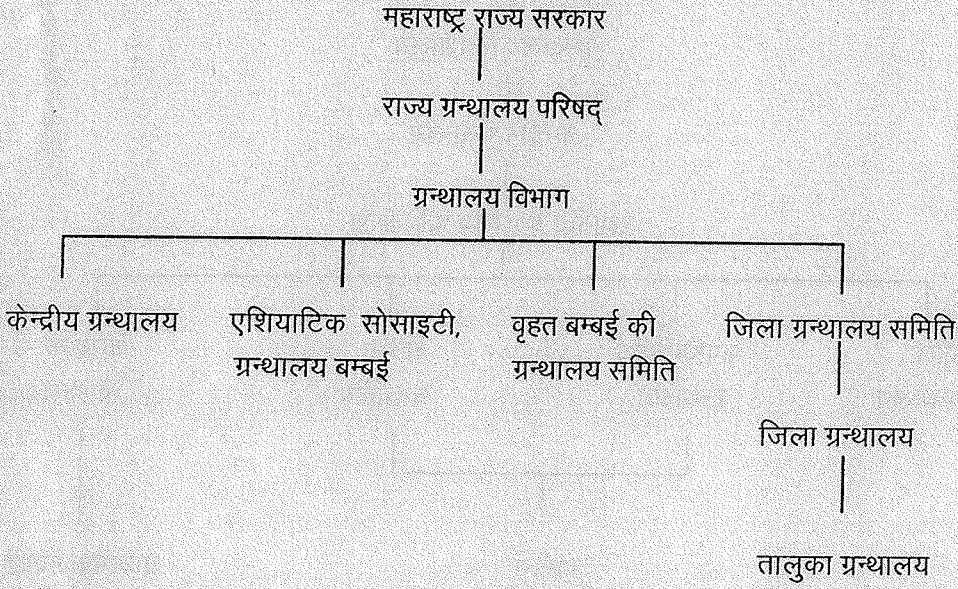 महाराष्ट्र राज्य सरकार
राज्य ग्रन्थालय परिषद्
ग्रन्थालय विभाग
केन्द्रीय ग्रन्थालय
एशियाटिक सोसाइटी,
ग्रन्थालय बम्बई
वृहत बम्बई की
ग्रन्थालय समिति
जिला ग्रन्थालय समिति
जिला ग्रन्थालय
तालुका ग्रन्थालय